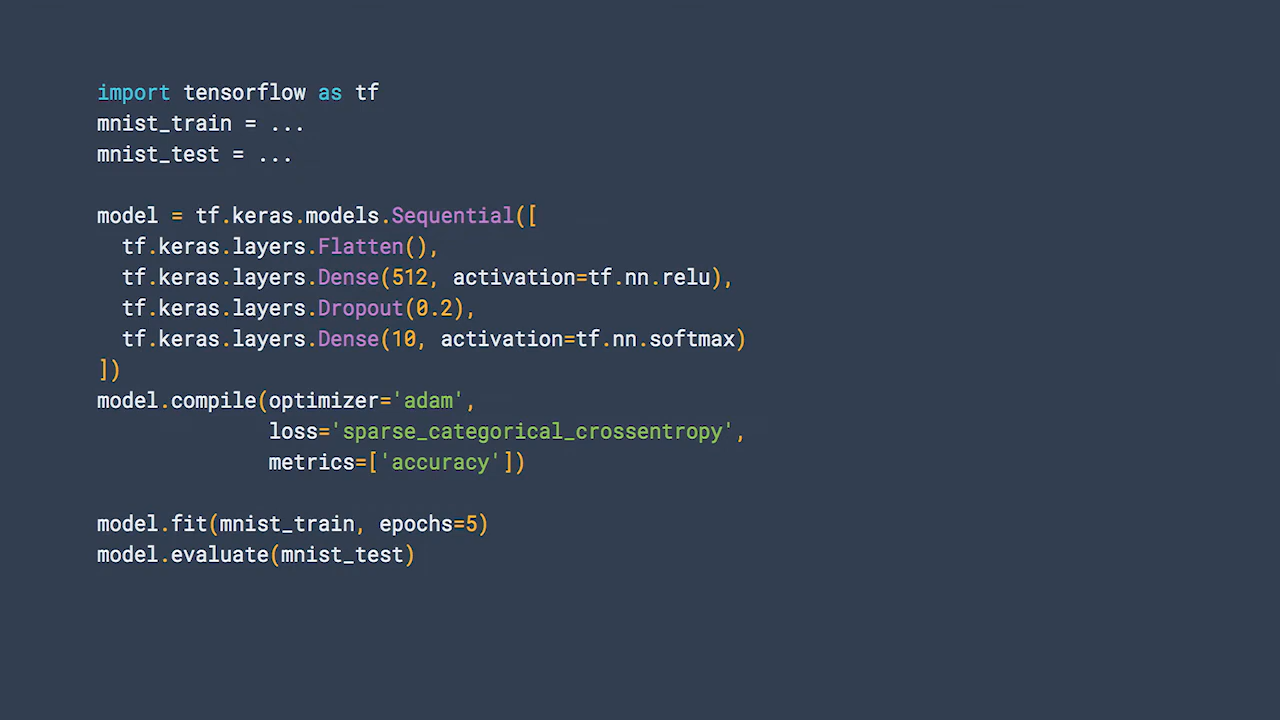 import tensorflow as tf
mnist_train = ...
mnist_test = ...

model = tf.keras.models.Sequential([
  tf.keras.layers.Flatten(),
  tf.keras.layers.Dense(512, activation=tf.nn.relu),
  tf.keras.layers.Dropout(0.2),
  tf.keras.layers.Dense(10, activation=tf.nn.softmax)
])
model.compile(optimizer='adam',
              loss='sparse_categorical_crossentropy',
              metrics=['accuracy'])

model.fit(mnist_train, epochs=5)
model.evaluate(mnist_test)